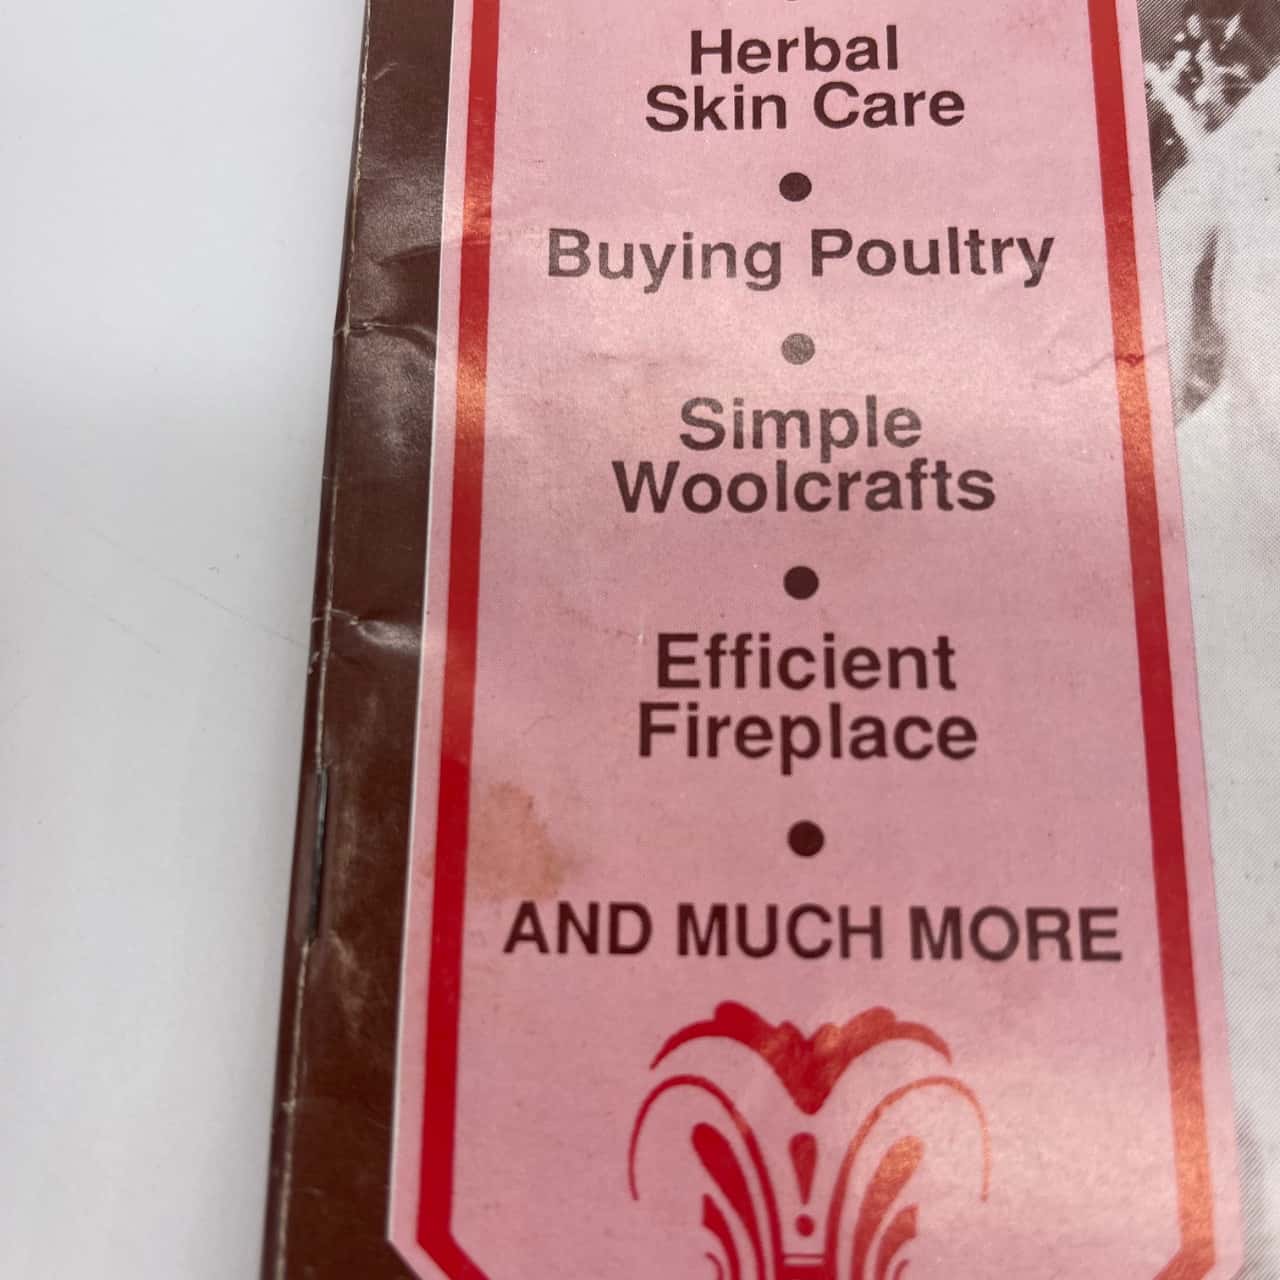 Herbal
Skin Care
•
Buying Poultry
•
Simple
Woolcrafts
•
Efficient
Fireplace
•
AND MUCH MORE